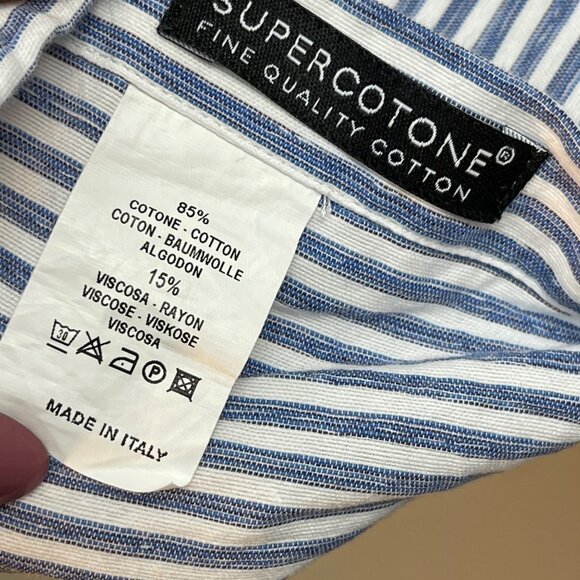 SUPERCOTONE®
FINE QUALITY COTTON
85%
COTONE - COTTON
COTON - BAUMWOLLE
ALGODON
15%
VISCOSA - RAYON
VISCOSE - VISKOSE
VISCOSA
30 P
MADE IN ITALY